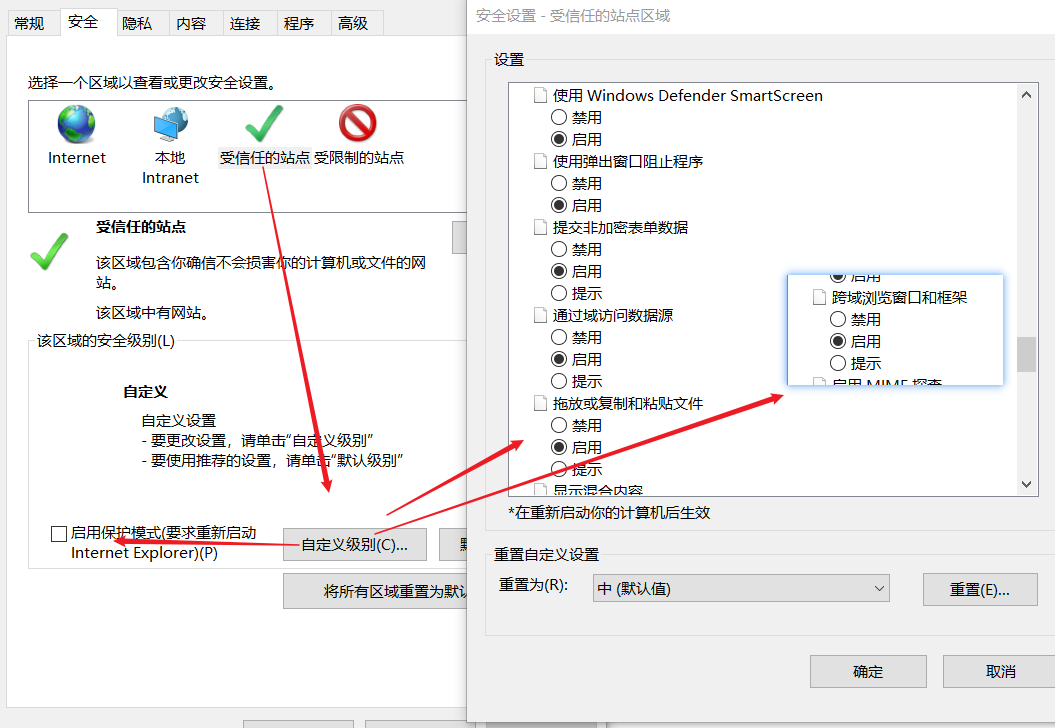 常规 安全 隐私 内容 连接 程序 高级
选择一个区域以查看或更改安全设置。
Internet
本地
Intranet
受信任的站点
受限制的站点
受信任的站点
该区域包含你确信不会损害你的计算机或文件的网
站。
该区域中有网站。
该区域的安全级别(L)
自定义
自定义设置
- 要更改设置，请单击“自定义级别”
- 要使用推荐的设置，请单击“默认级别”
启用保护模式(要求重新启动
Internet Explorer)(P)
自定义级别(C)...
将所有区域重置为默认
安全设置 - 受信任的站点区域
设置
使用 Windows Defender SmartScreen
禁用
启用
使用弹出窗口阻止程序
禁用
启用
提交非加密表单数据
禁用
启用
提示
通过域访问数据源
禁用
启用
提示
拖放或复制和粘贴文件
禁用
启用
提示
显示混合内容
启用
跨域浏览窗口和框架
禁用
启用
提示
启用 MIME 探查
*在重新启动你的计算机后生效
重置自定义设置
重置为(R):
中 (默认值)
重置(E)...
确定
取消